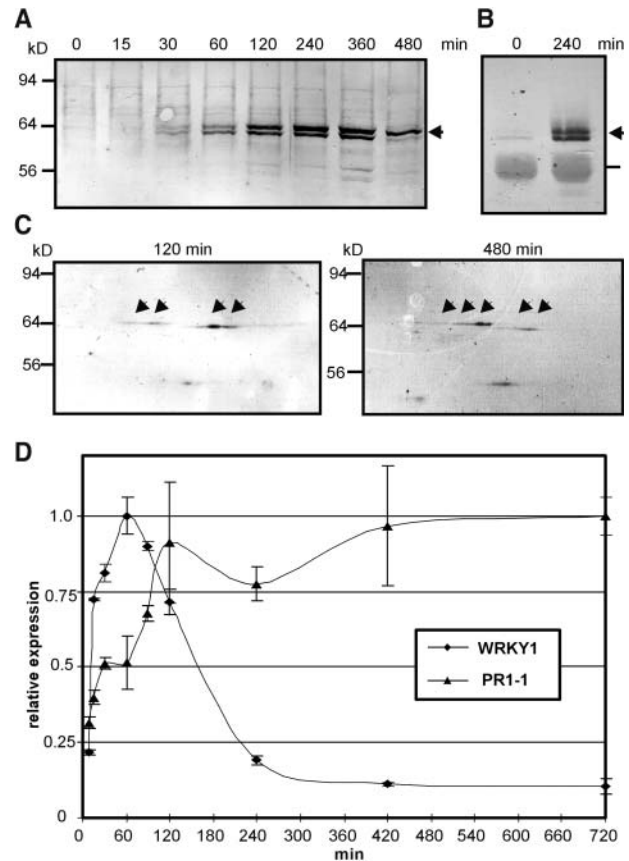 A
B
kD 0 15 30 60 120 240 360 480 min
0 240 min
94
64
56
C
kD 120 min kD 480 min
94 94
64 64
56 56
D
relative expression
1.0
0.75
0.5
0.25
0
WRKY1
PR1-1
0 60 120 180 240 300 360 420 480 540 600 660 720
min